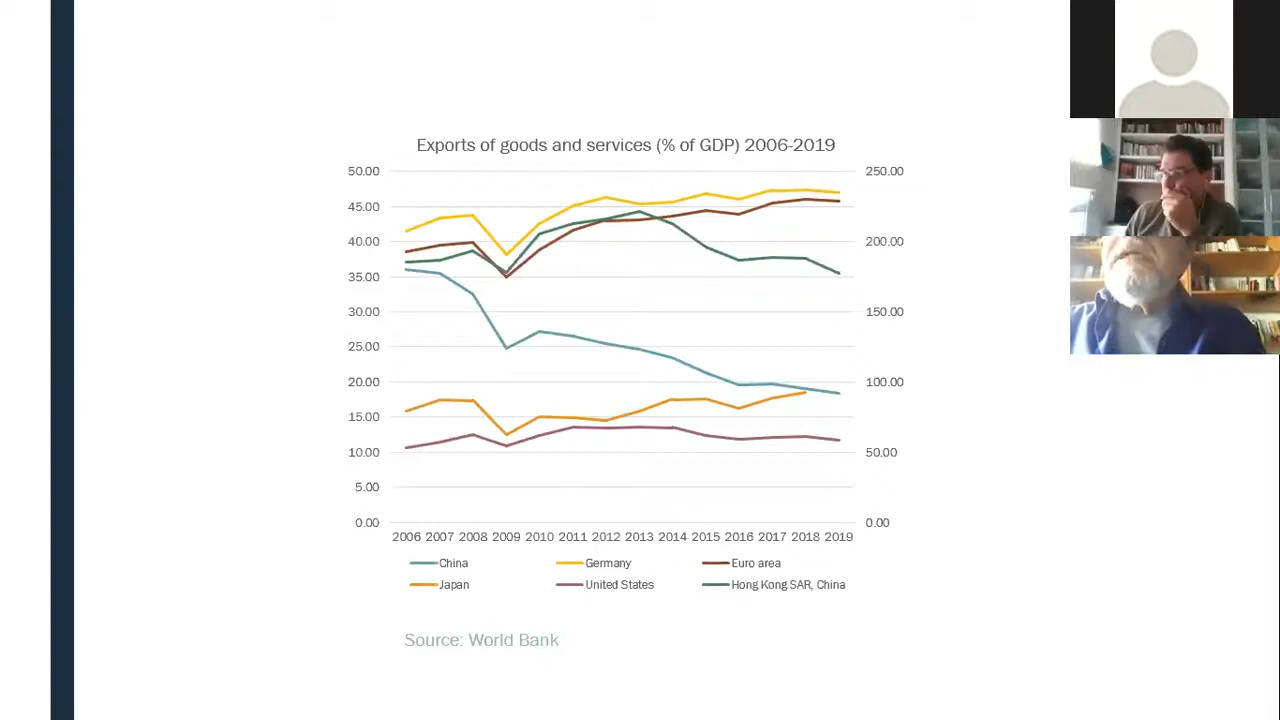 Exports of goods and services (% of GDP) 2006-2019
50.00 250.00
45.00
40.00 200.00
35.00
30.00 150.00
25.00
20.00 100.00
15.00
10.00 50.00
5.00
0.00 0.00
2006 2007 2008 2009 2010 2011 2012 2013 2014 2015 2016 2017 2018 2019
China Germany Euro area
Japan United States Hong Kong SAR, China
Source: World Bank